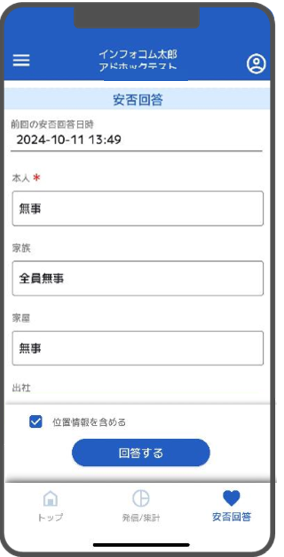 インフォコム太郎
アドホックテスト
安否回答
前回の安否回答日時
2024-10-11 13:49
本人 *
無事
家族
全員無事
家屋
無事
出社
位置情報を含める
回答する
トップ
発信/集計
安否回答